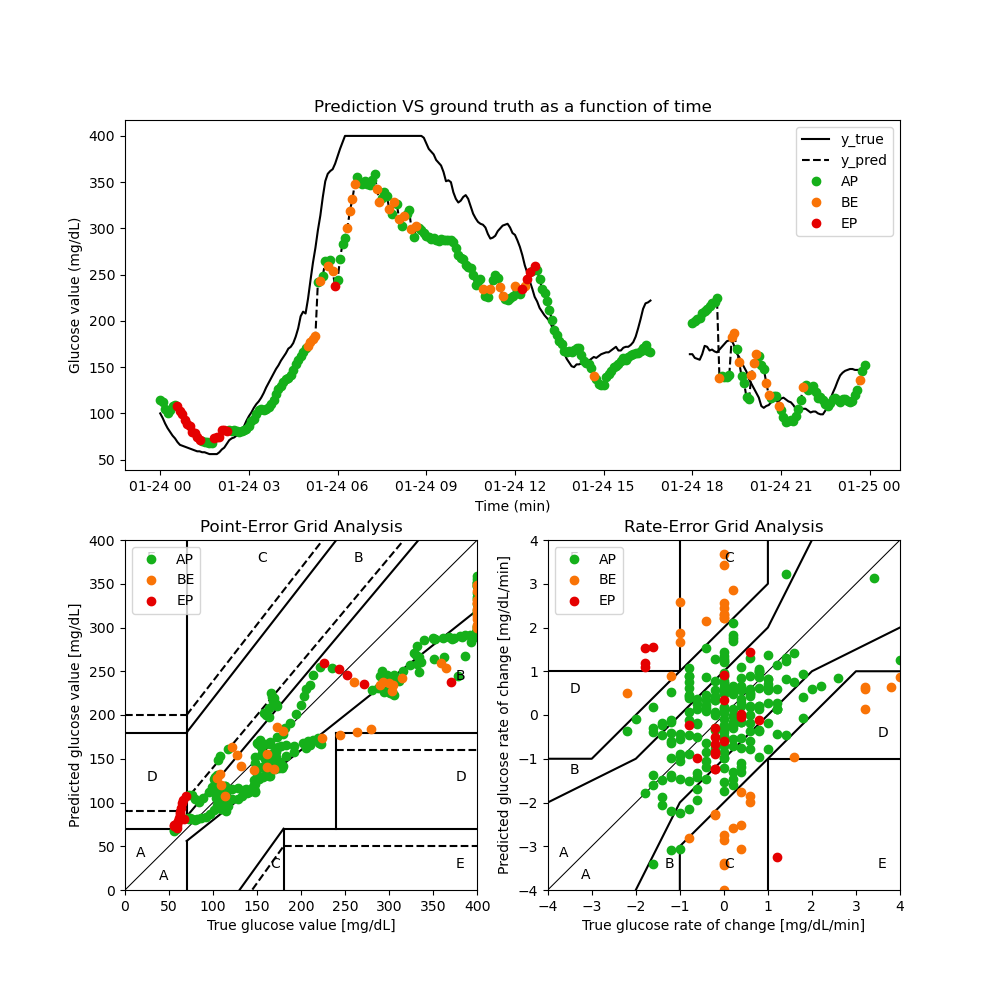 Prediction VS ground truth as a function of time
Glucose value (mg/dL)
400
350
300
250
200
150
100
50
y_true
y_pred
AP
BE
EP
01-24 00
01-24 03
01-24 06
01-24 09
01-24 12
01-24 15
01-24 18
01-24 21
01-25 00
Time (min)
Point-Error Grid Analysis
Predicted glucose value [mg/dL]
400
350
300
250
200
150
100
50
0
AP
BE
EP
C
B
B
D
D
A
A
C
E
0
50
100
150
200
250
300
350
400
True glucose value [mg/dL]
Rate-Error Grid Analysis
Predicted glucose rate of change [mg/dL/min]
4
3
2
1
0
−1
−2
−3
−4
AP
BE
EP
C
D
D
B
A
A
B
C
E
−4
−3
−2
−1
0
1
2
3
4
True glucose rate of change [mg/dL/min]